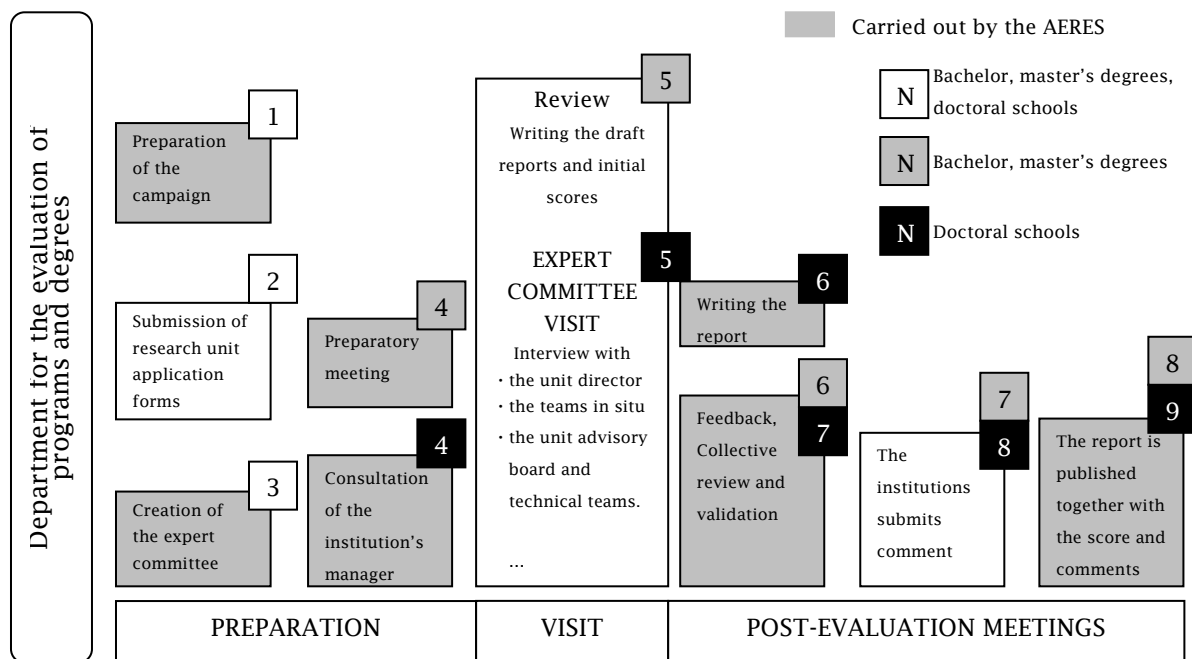 Department for the evaluation of
programs and degrees
Carried out by the AERES
N
Bachelor, master's degrees,
doctoral schools
N
Bachelor, master's degrees
N
Doctoral schools
1
Preparation
of the
campaign
2
Submission of
research unit
application
forms
3
Creation of
the expert
committee
4
Preparatory
meeting
4
Consultation
of the
institution's
manager
5
Review
Writing the draft
reports and initial
scores
5
EXPERT
COMMITTEE
VISIT
Interview with
· the unit director
· the teams in situ
· the unit advisory
board and
technical teams.
...
6
Writing the
report
6
7
Feedback,
Collective
review and
validation
7
8
The
institutions
submits
comment
8
9
The report is
published
together with
the score and
comments
PREPARATION
VISIT
POST-EVALUATION MEETINGS